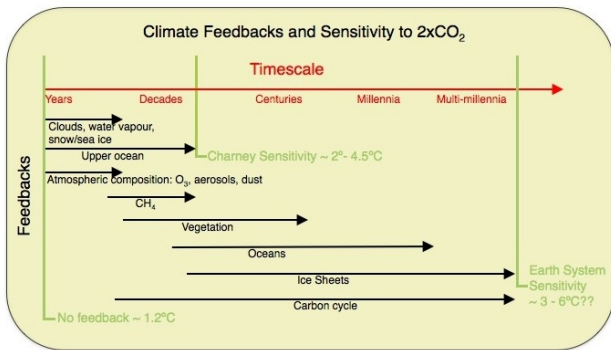 Climate Feedbacks and Sensitivity to 2xCO₂
Timescale
Years Decades Centuries Millennia Multi-millennia
Feedbacks
Clouds, water vapour,
snow/sea ice
Upper ocean
Charney Sensitivity ~ 2º- 4.5ºC
Atmospheric composition: O₃, aerosols, dust
CH₄
Vegetation
Oceans
Ice Sheets
Earth System
Sensitivity
~ 3 - 6ºC??
Carbon cycle
No feedback ~ 1.2ºC